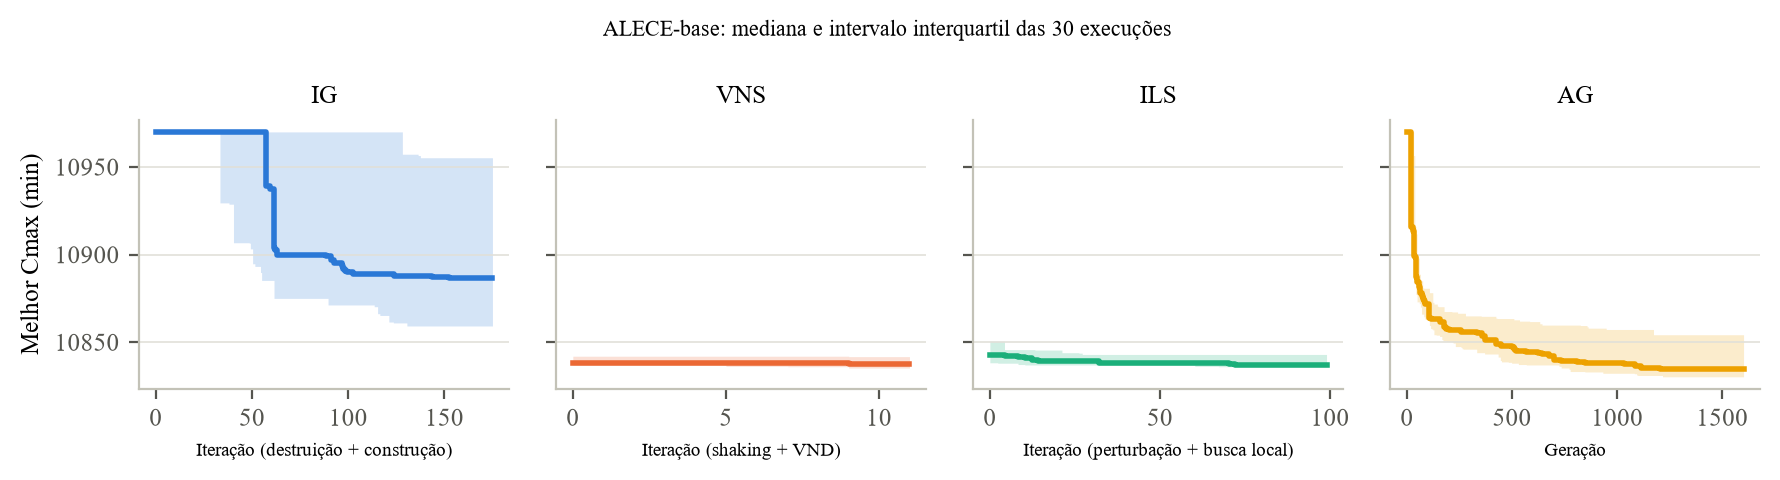 ALECE-base: mediana e intervalo interquartil das 30 execuções
IG
VNS
ILS
AG
Melhor Cmax (min)
10950
10900
10850
0 50 100 150
0 5 10
0 50 100
0 500 1000 1500
Iteração (destruição + construção)
Iteração (shaking + VND)
Iteração (perturbação + busca local)
Geração